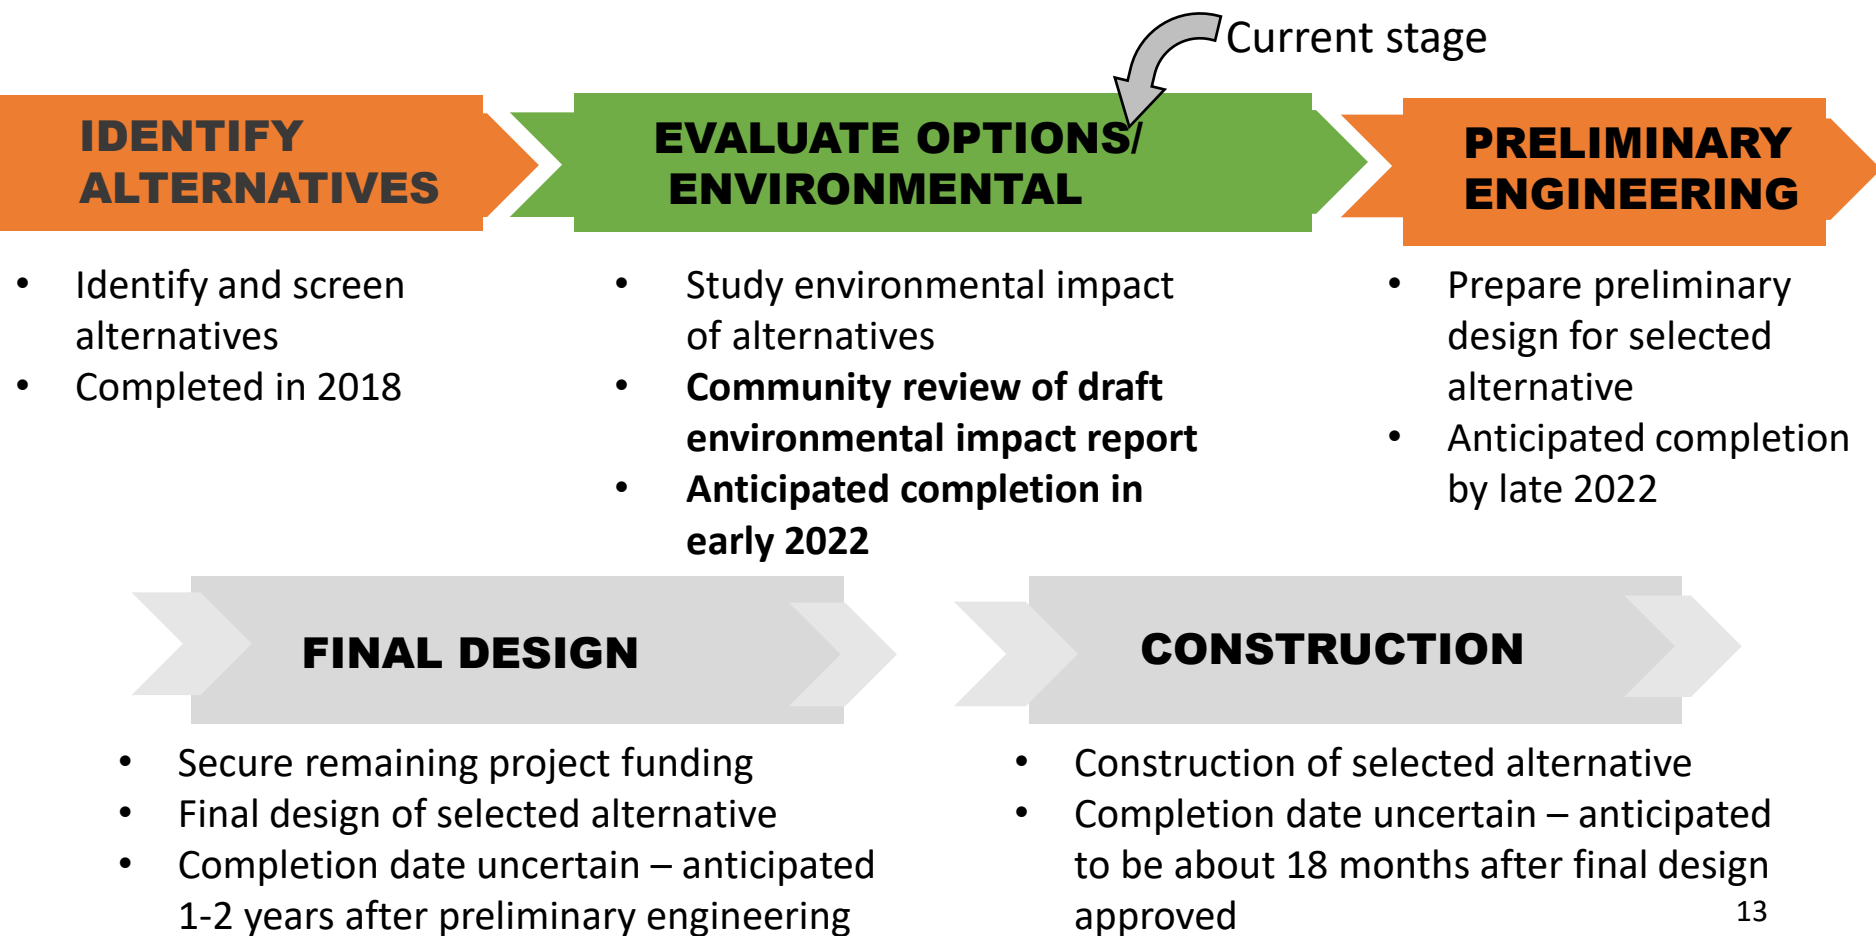 Current stage
IDENTIFY
ALTERNATIVES
EVALUATE OPTIONS/
ENVIRONMENTAL
PRELIMINARY
ENGINEERING
• Identify and screen
alternatives
• Completed in 2018
• Study environmental impact
of alternatives
• Community review of draft
environmental impact report
• Anticipated completion in
early 2022
• Prepare preliminary
design for selected
alternative
• Anticipated completion
by late 2022
FINAL DESIGN
CONSTRUCTION
• Secure remaining project funding
• Final design of selected alternative
• Completion date uncertain – anticipated
1-2 years after preliminary engineering
• Construction of selected alternative
• Completion date uncertain – anticipated
to be about 18 months after final design
approved
13